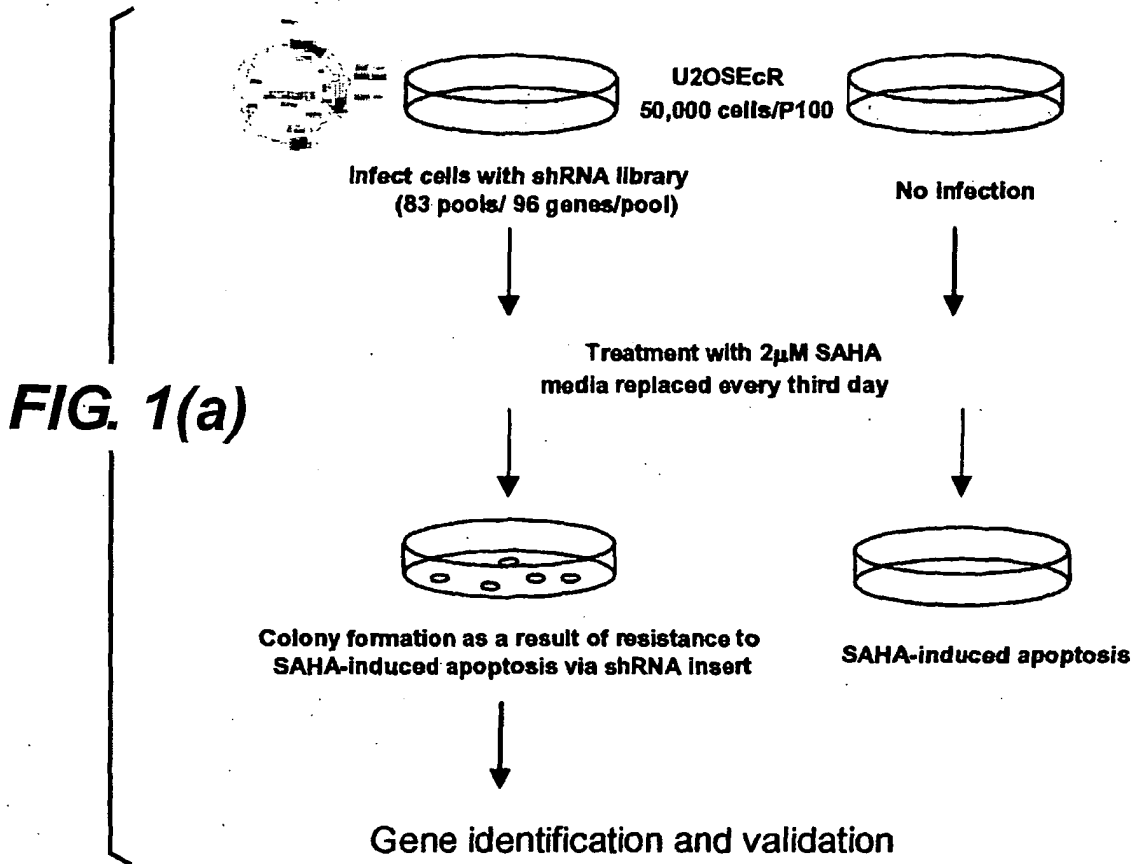 U2OSEcR
50,000 cells/P100
Infect cells with shRNA library
(83 pools/ 96 genes/pool)
No infection
Treatment with 2µM SAHA
media replaced every third day
FIG. 1(a)
Colony formation as a result of resistance to
SAHA-induced apoptosis via shRNA insert
SAHA-induced apoptosis
Gene identification and validation